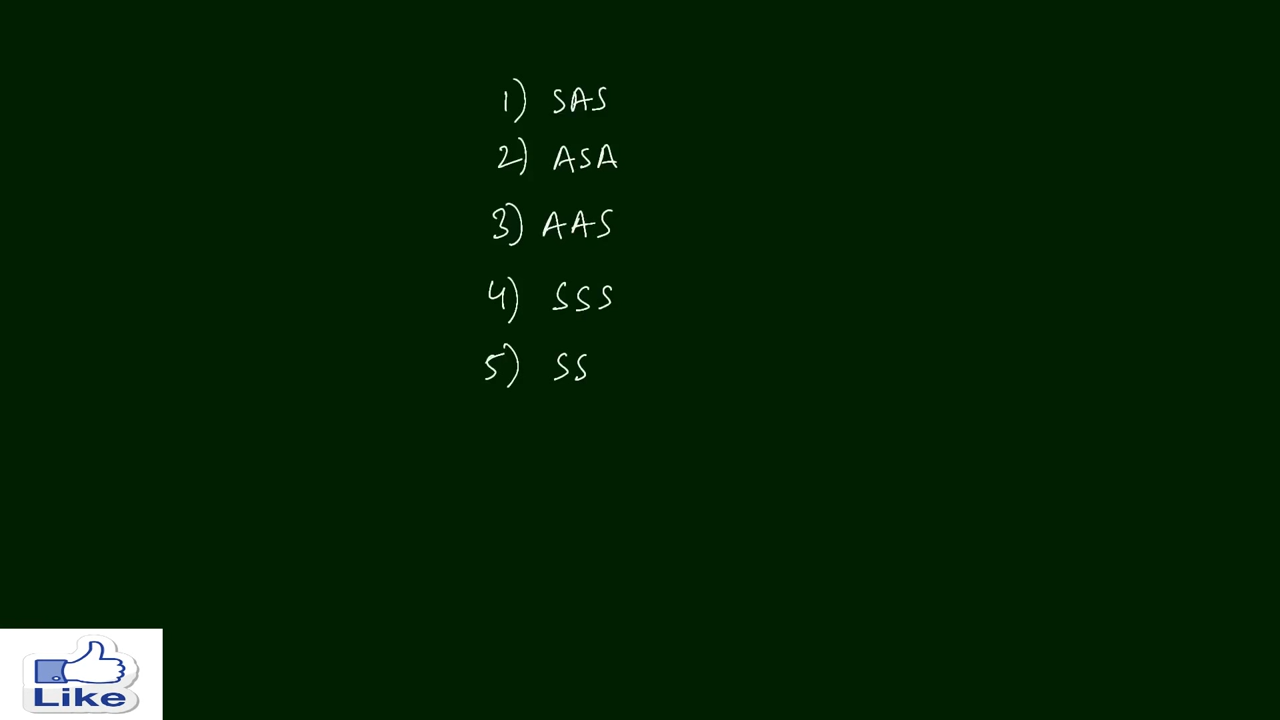 1) SAS
2) ASA
3) AAS
4) SSS
5) SS
Like